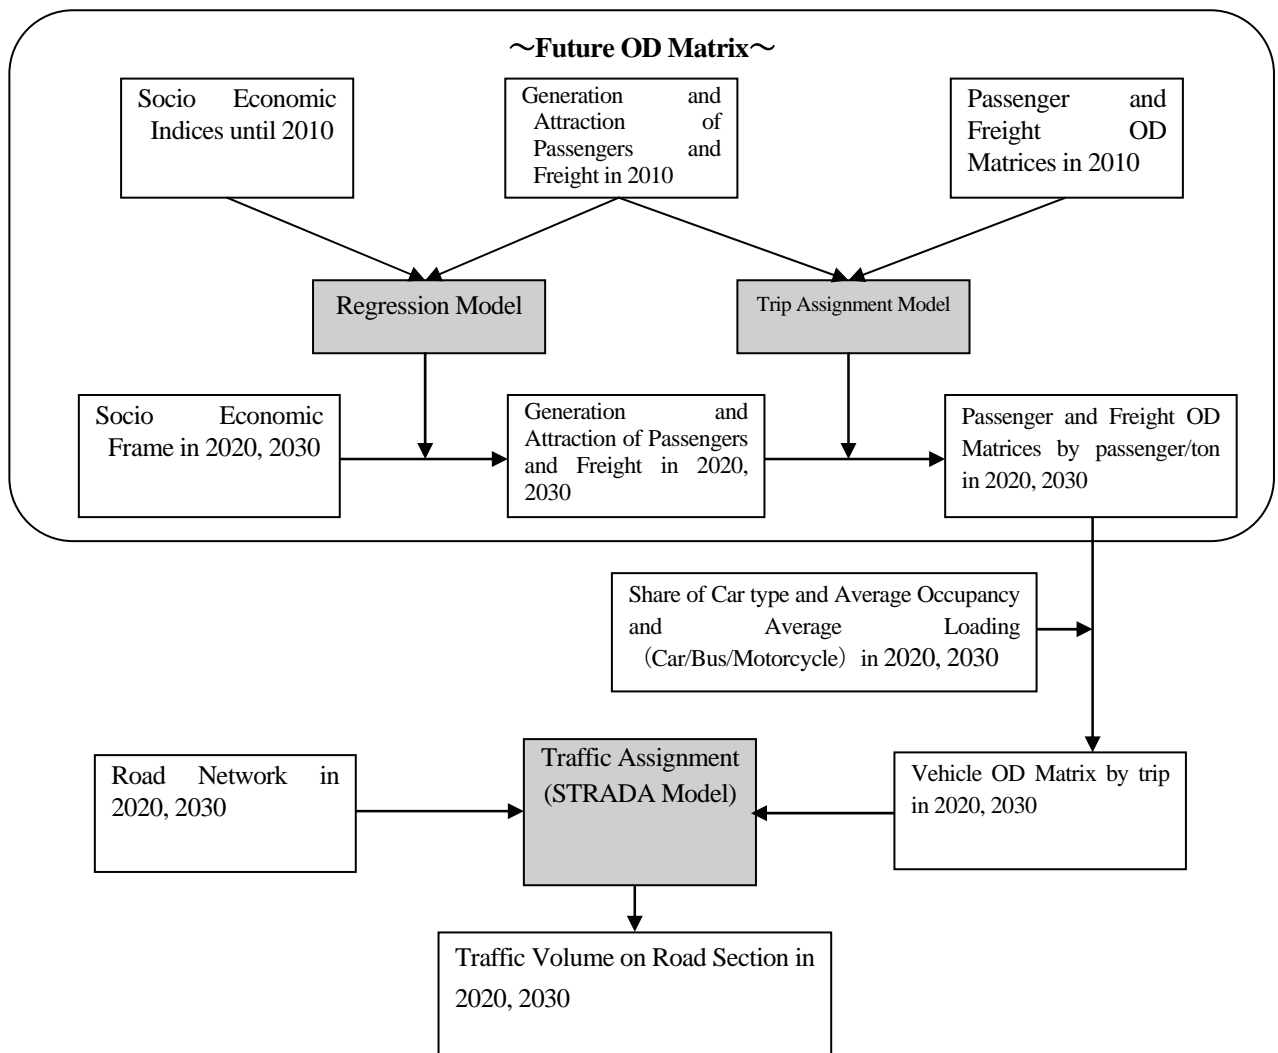 ～Future OD Matrix～
Socio Economic
Indices until 2010
Generation and
Attraction of
Passengers and
Freight in 2010
Passenger and
Freight OD
Matrices in 2010
Regression Model
Trip Assignment Model
Socio Economic
Frame in 2020, 2030
Generation and
Attraction of Passengers
and Freight in 2020,
2030
Passenger and Freight OD
Matrices by passenger/ton
in 2020, 2030
Share of Car type and Average Occupancy
and Average Loading
（Car/Bus/Motorcycle）in 2020, 2030
Road Network in
2020, 2030
Traffic Assignment
(STRADA Model)
Vehicle OD Matrix by trip
in 2020, 2030
Traffic Volume on Road Section in
2020, 2030